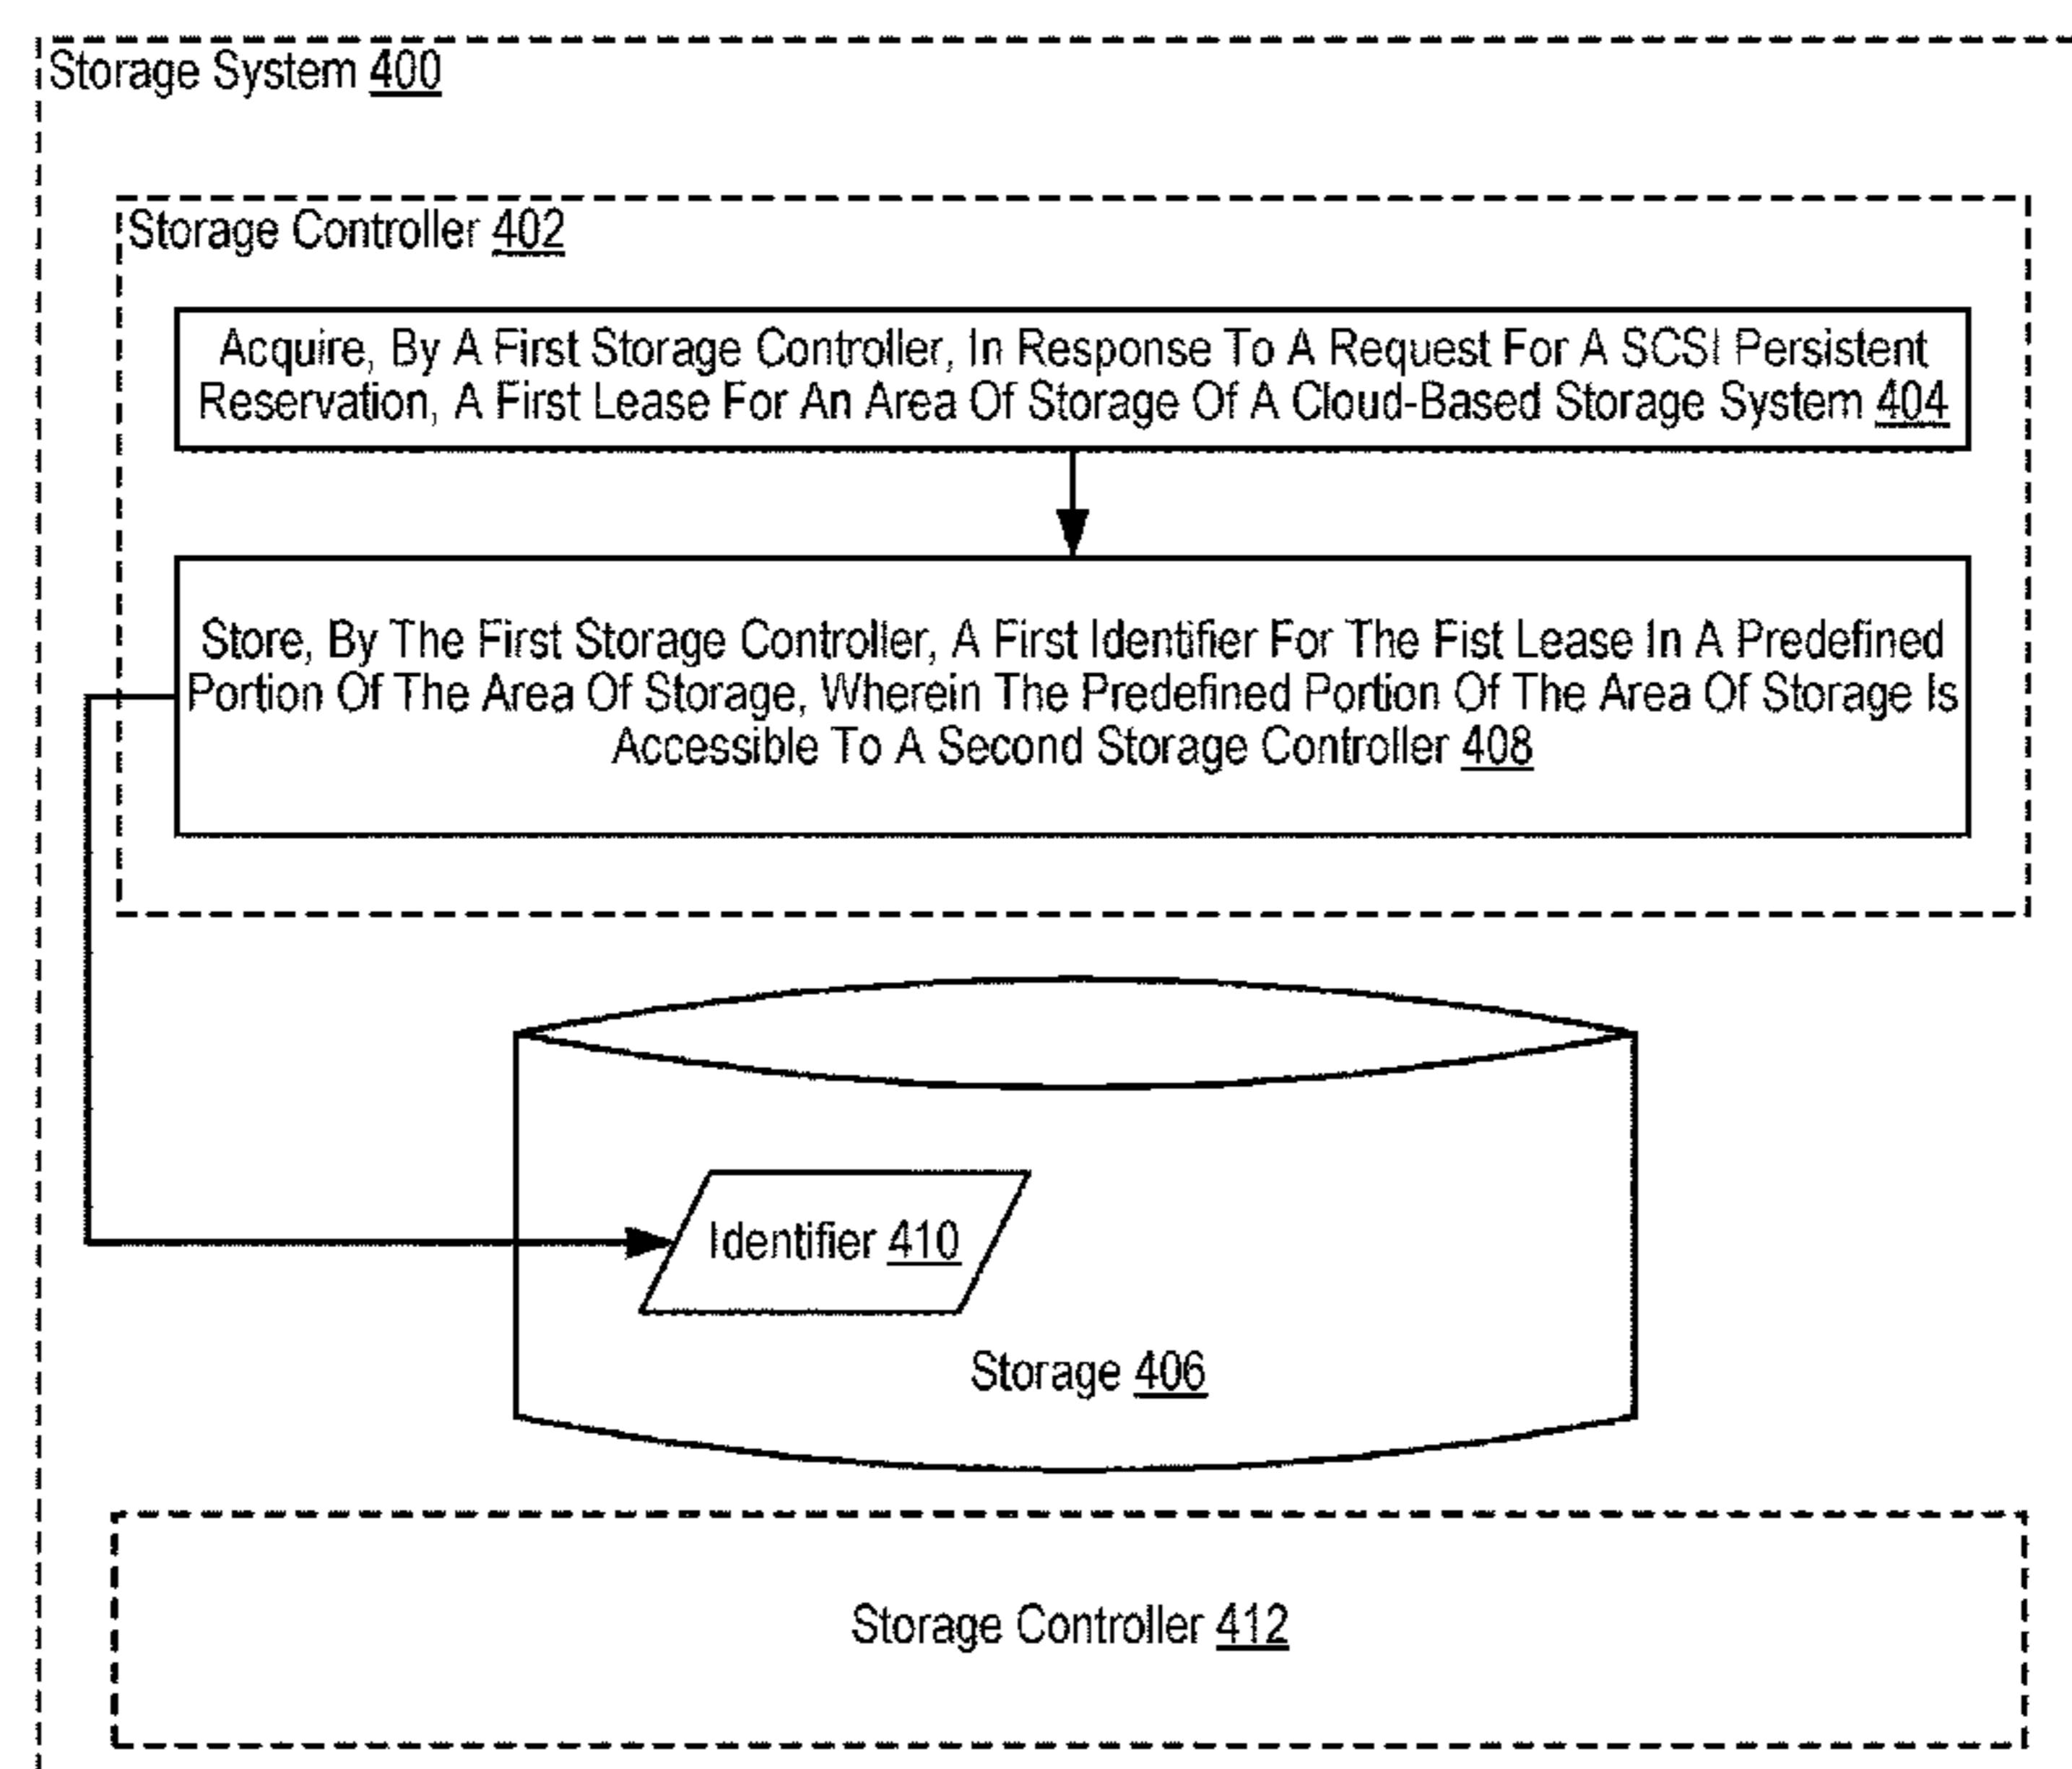 Storage System 400
Storage Controller 402
Acquire, By A First Storage Controller, In Response To A Request For A SCSI Persistent
Reservation, A First Lease For An Area Of Storage Of A Cloud-Based Storage System 404
Store, By The First Storage Controller, A First Identifier For The Fist Lease In A Predefined
Portion Of The Area Of Storage, Wherein The Predefined Portion Of The Area Of Storage Is
Accessible To A Second Storage Controller 408
Identifier 410
Storage 406
Storage Controller 412